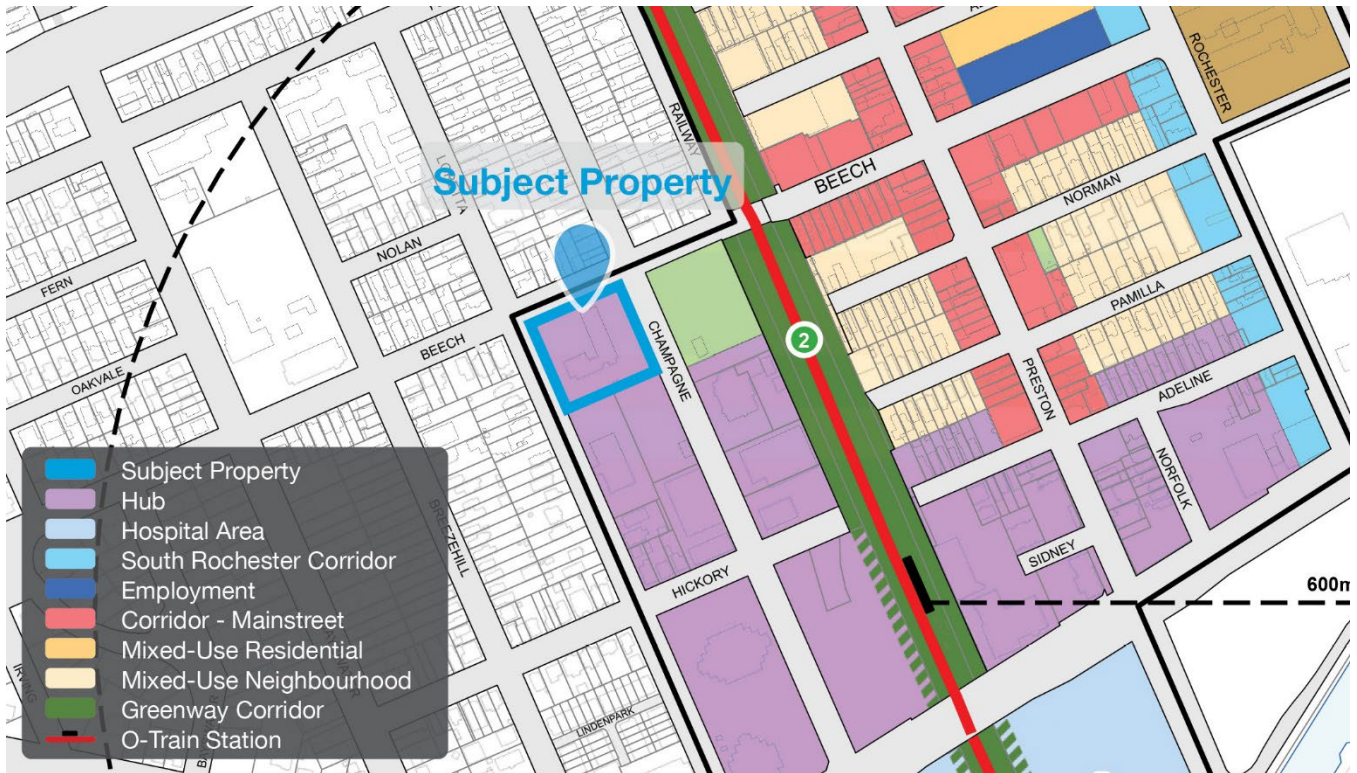 ROCHESTER
RAILWAY
Subject Property
BEECH
NORMAN
NOLAN
FERN
PAMILLA
CHAMPAGNE
BEECH
2
OAKVALE
PRESTON
ADELINE
NORFOLK
BREEZEHILL
HICKORY
SIDNEY
600m
IRVING
LINDENPARK
Subject Property
Hub
Hospital Area
South Rochester Corridor
Employment
Corridor - Mainstreet
Mixed-Use Residential
Mixed-Use Neighbourhood
Greenway Corridor
O-Train Station